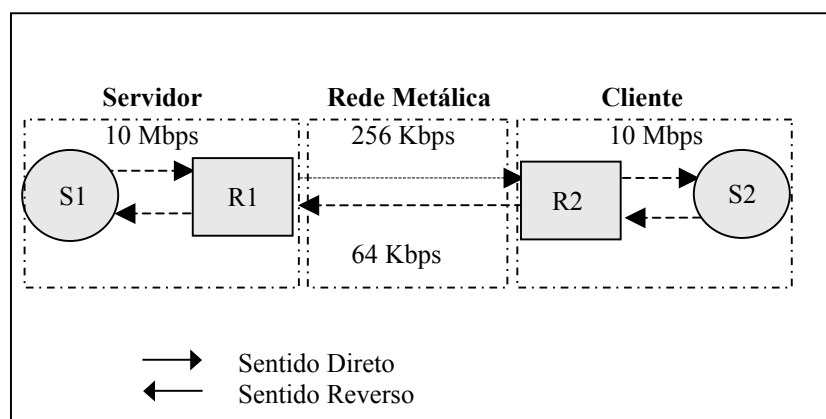 Servidor Rede Metálica Cliente
10 Mbps 256 Kbps 10 Mbps
S1 R1 R2 S2
64 Kbps
Sentido Direto
Sentido Reverso